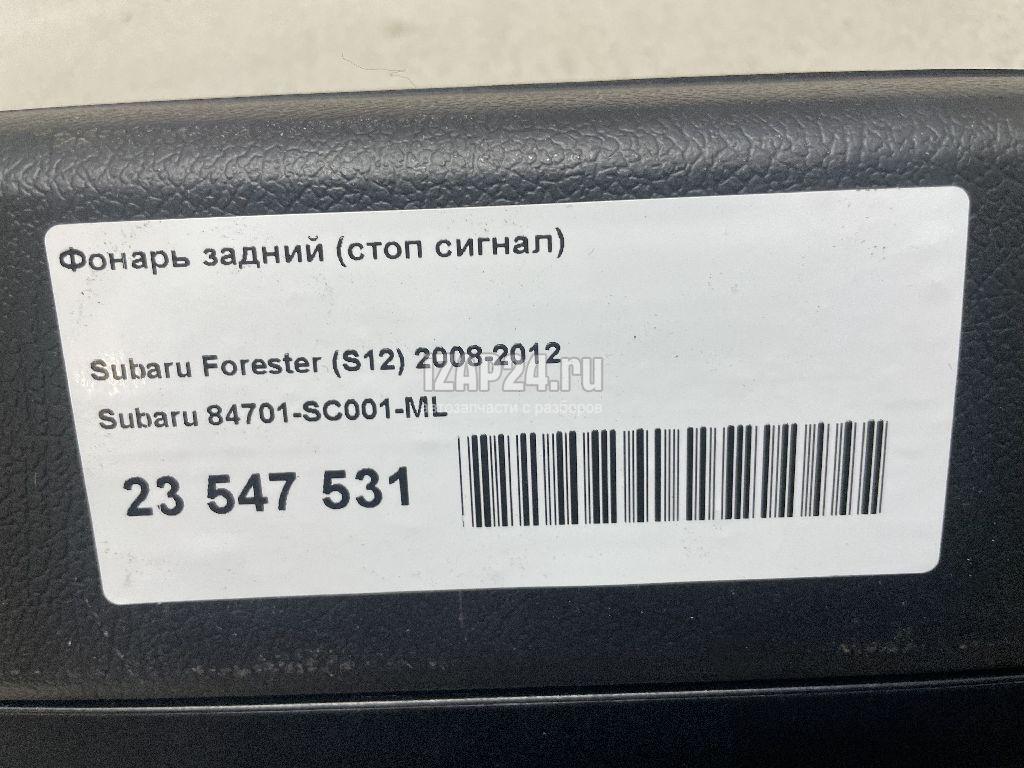 Фонарь задний (стоп сигнал)
Subaru Forester (S12) 2008-2012
1ZAP24.ru
Subaru 84701-SC001-ML
автозапчасти с разборов
23 547 531